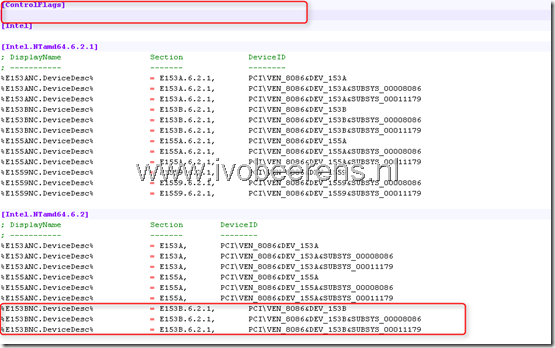 [ControlFlags]
[Intel]
[Intel.NTamd64.6.2.1]
; DisplayName Section DeviceID
; ----------- ------- --------
%E153ANC.DeviceDesc% = E153A.6.2.1, PCI\VEN_8086&DEV_153A
%E153ANC.DeviceDesc% = E153A.6.2.1, PCI\VEN_8086&DEV_153A&SUBSYS_00008086
%E153ANC.DeviceDesc% = E153A.6.2.1, PCI\VEN_8086&DEV_153A&SUBSYS_00011179
%E153BNC.DeviceDesc% = E153B.6.2.1, PCI\VEN_8086&DEV_153B
%E153BNC.DeviceDesc% = E153B.6.2.1, PCI\VEN_8086&DEV_153B&SUBSYS_00008086
%E153BNC.DeviceDesc% = E153B.6.2.1, PCI\VEN_8086&DEV_153B&SUBSYS_00011179
%E155ANC.DeviceDesc% = E155A.6.2.1, PCI\VEN_8086&DEV_155A
%E155ANC.DeviceDesc% = E155A.6.2.1, PCI\VEN_8086&DEV_155A&SUBSYS_00008086
%E155ANC.DeviceDesc% = E155A.6.2.1, PCI\VEN_8086&DEV_155A&SUBSYS_00011179
www.ivobeerens.nl
%E1559NC.DeviceDesc% = E1559.6.2.1, PCI\VEN_8086&DEV_1559
%E1559NC.DeviceDesc% = E1559.6.2.1, PCI\VEN_8086&DEV_1559&SUBSYS_00008086
%E1559NC.DeviceDesc% = E1559.6.2.1, PCI\VEN_8086&DEV_1559&SUBSYS_00011179
[Intel.NTamd64.6.2]
; DisplayName Section DeviceID
; ----------- ------- --------
%E153ANC.DeviceDesc% = E153A, PCI\VEN_8086&DEV_153A
%E153ANC.DeviceDesc% = E153A, PCI\VEN_8086&DEV_153A&SUBSYS_00008086
%E153ANC.DeviceDesc% = E153A, PCI\VEN_8086&DEV_153A&SUBSYS_00011179
%E155ANC.DeviceDesc% = E155A, PCI\VEN_8086&DEV_155A
%E155ANC.DeviceDesc% = E155A, PCI\VEN_8086&DEV_155A&SUBSYS_00008086
%E155ANC.DeviceDesc% = E155A, PCI\VEN_8086&DEV_155A&SUBSYS_00011179
%E153BNC.DeviceDesc% = E153B.6.2.1, PCI\VEN_8086&DEV_153B
%E153BNC.DeviceDesc% = E153B.6.2.1, PCI\VEN_8086&DEV_153B&SUBSYS_00008086
%E153BNC.DeviceDesc% = E153B.6.2.1, PCI\VEN_8086&DEV_153B&SUBSYS_00011179